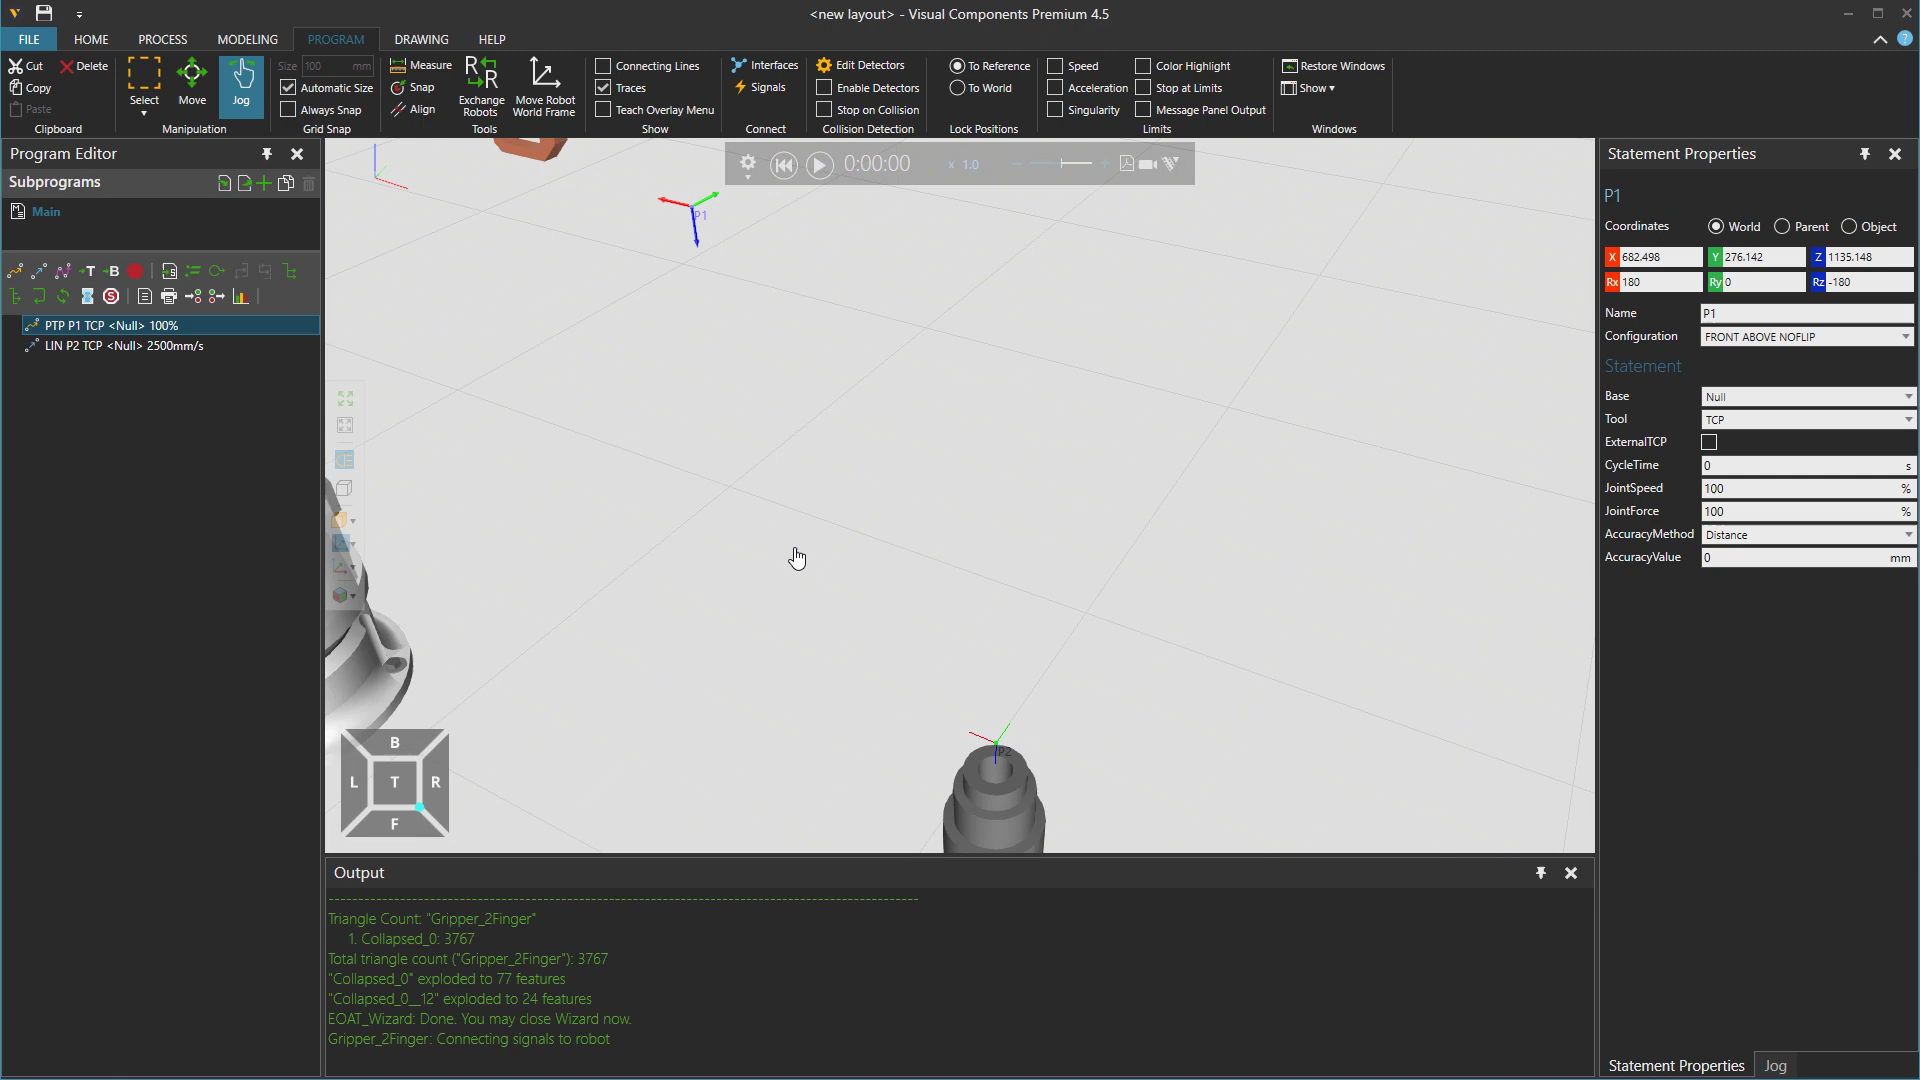 <new layout> - Visual Components Premium 4.5
FILE HOME PROCESS MODELING PROGRAM DRAWING HELP
Cut Delete
Copy
Paste
Clipboard
Select Move Jog
Manipulation
Size 100 mm
Automatic Size
Always Snap
Grid Snap
Measure
Snap
Align
Exchange Robots
Move Robot World Frame
Tools
Connecting Lines
Traces
Teach Overlay Menu
Show
Interfaces
Signals
Connect
Edit Detectors
Enable Detectors
Stop on Collision
Collision Detection
To Reference
To World
Lock Positions
Speed Color Highlight
Acceleration Stop at Limits
Singularity Message Panel Output
Limits
Restore Windows
Show
Windows
Program Editor
Subprograms
Main
PTP P1 TCP <Null> 100%
LIN P2 TCP <Null> 2500mm/s
0:00:00 x 1.0
P1
P2
B
L T R
F
Output
Triangle Count: "Gripper_2Finger"
1. Collapsed_0: 3767
Total triangle count ("Gripper_2Finger"): 3767
"Collapsed_0" exploded to 77 features
"Collapsed_0__12" exploded to 24 features
EOAT_Wizard: Done. You may close Wizard now.
Gripper_2Finger: Connecting signals to robot
Statement Properties
P1
Coordinates World Parent Object
X 682.498 Y 276.142 Z 1135.148
Rx 180 Ry 0 Rz -180
Name P1
Configuration FRONT ABOVE NOFLIP
Statement
Base Null
Tool TCP
ExternalTCP
CycleTime 0 s
JointSpeed 100 %
JointForce 100 %
AccuracyMethod Distance
AccuracyValue 0 mm
Statement Properties Jog